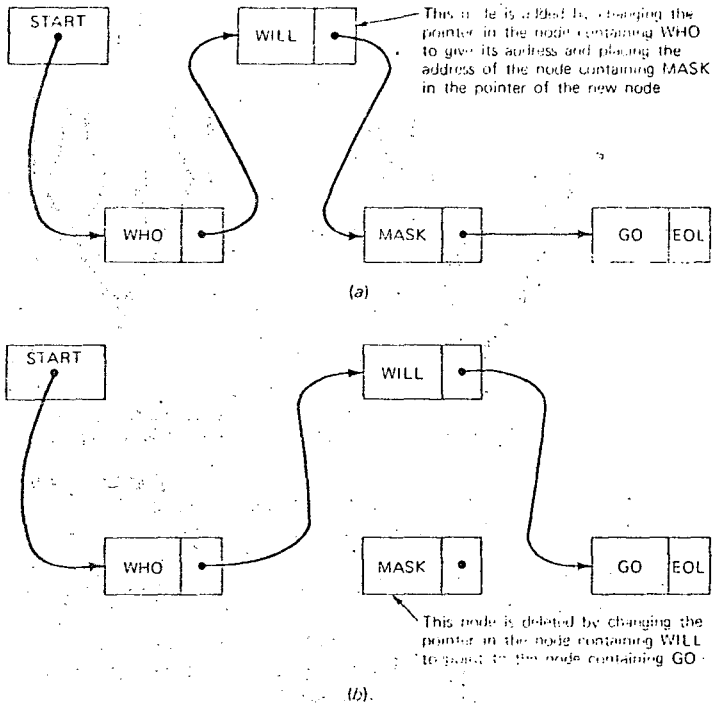 START
WILL
This node is added by changing the
pointer in the node containing WHO
to give its address and placing the
address of the node containing MASK
in the pointer of the new node
WHO
MASK
GO
EOL
(a)
START
WILL
WHO
MASK
GO
EOL
This node is deleted by changing the
pointer in the node containing WILL
to point to the node containing GO
(b).